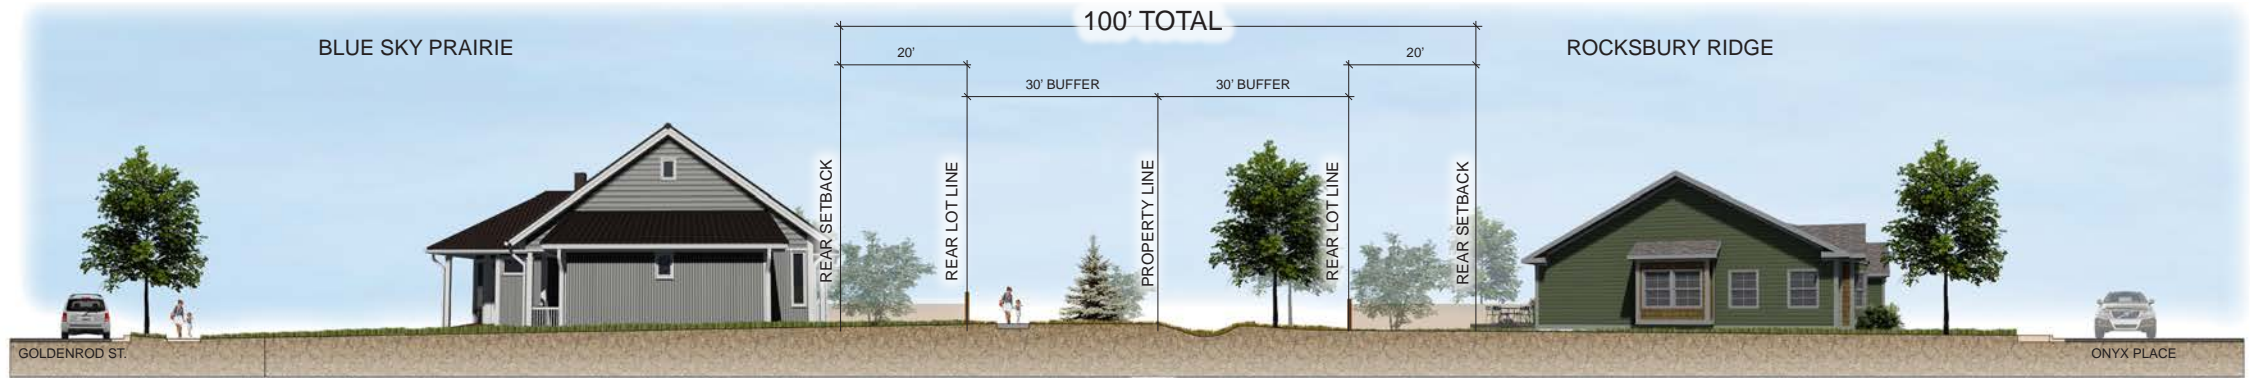 100' TOTAL
BLUE SKY PRAIRIE
ROCKSBURY RIDGE
20'
20'
30' BUFFER
30' BUFFER
REAR SETBACK
REAR LOT LINE
PROPERTY LINE
REAR LOT LINE
REAR SETBACK
GOLDENROD ST.
ONYX PLACE